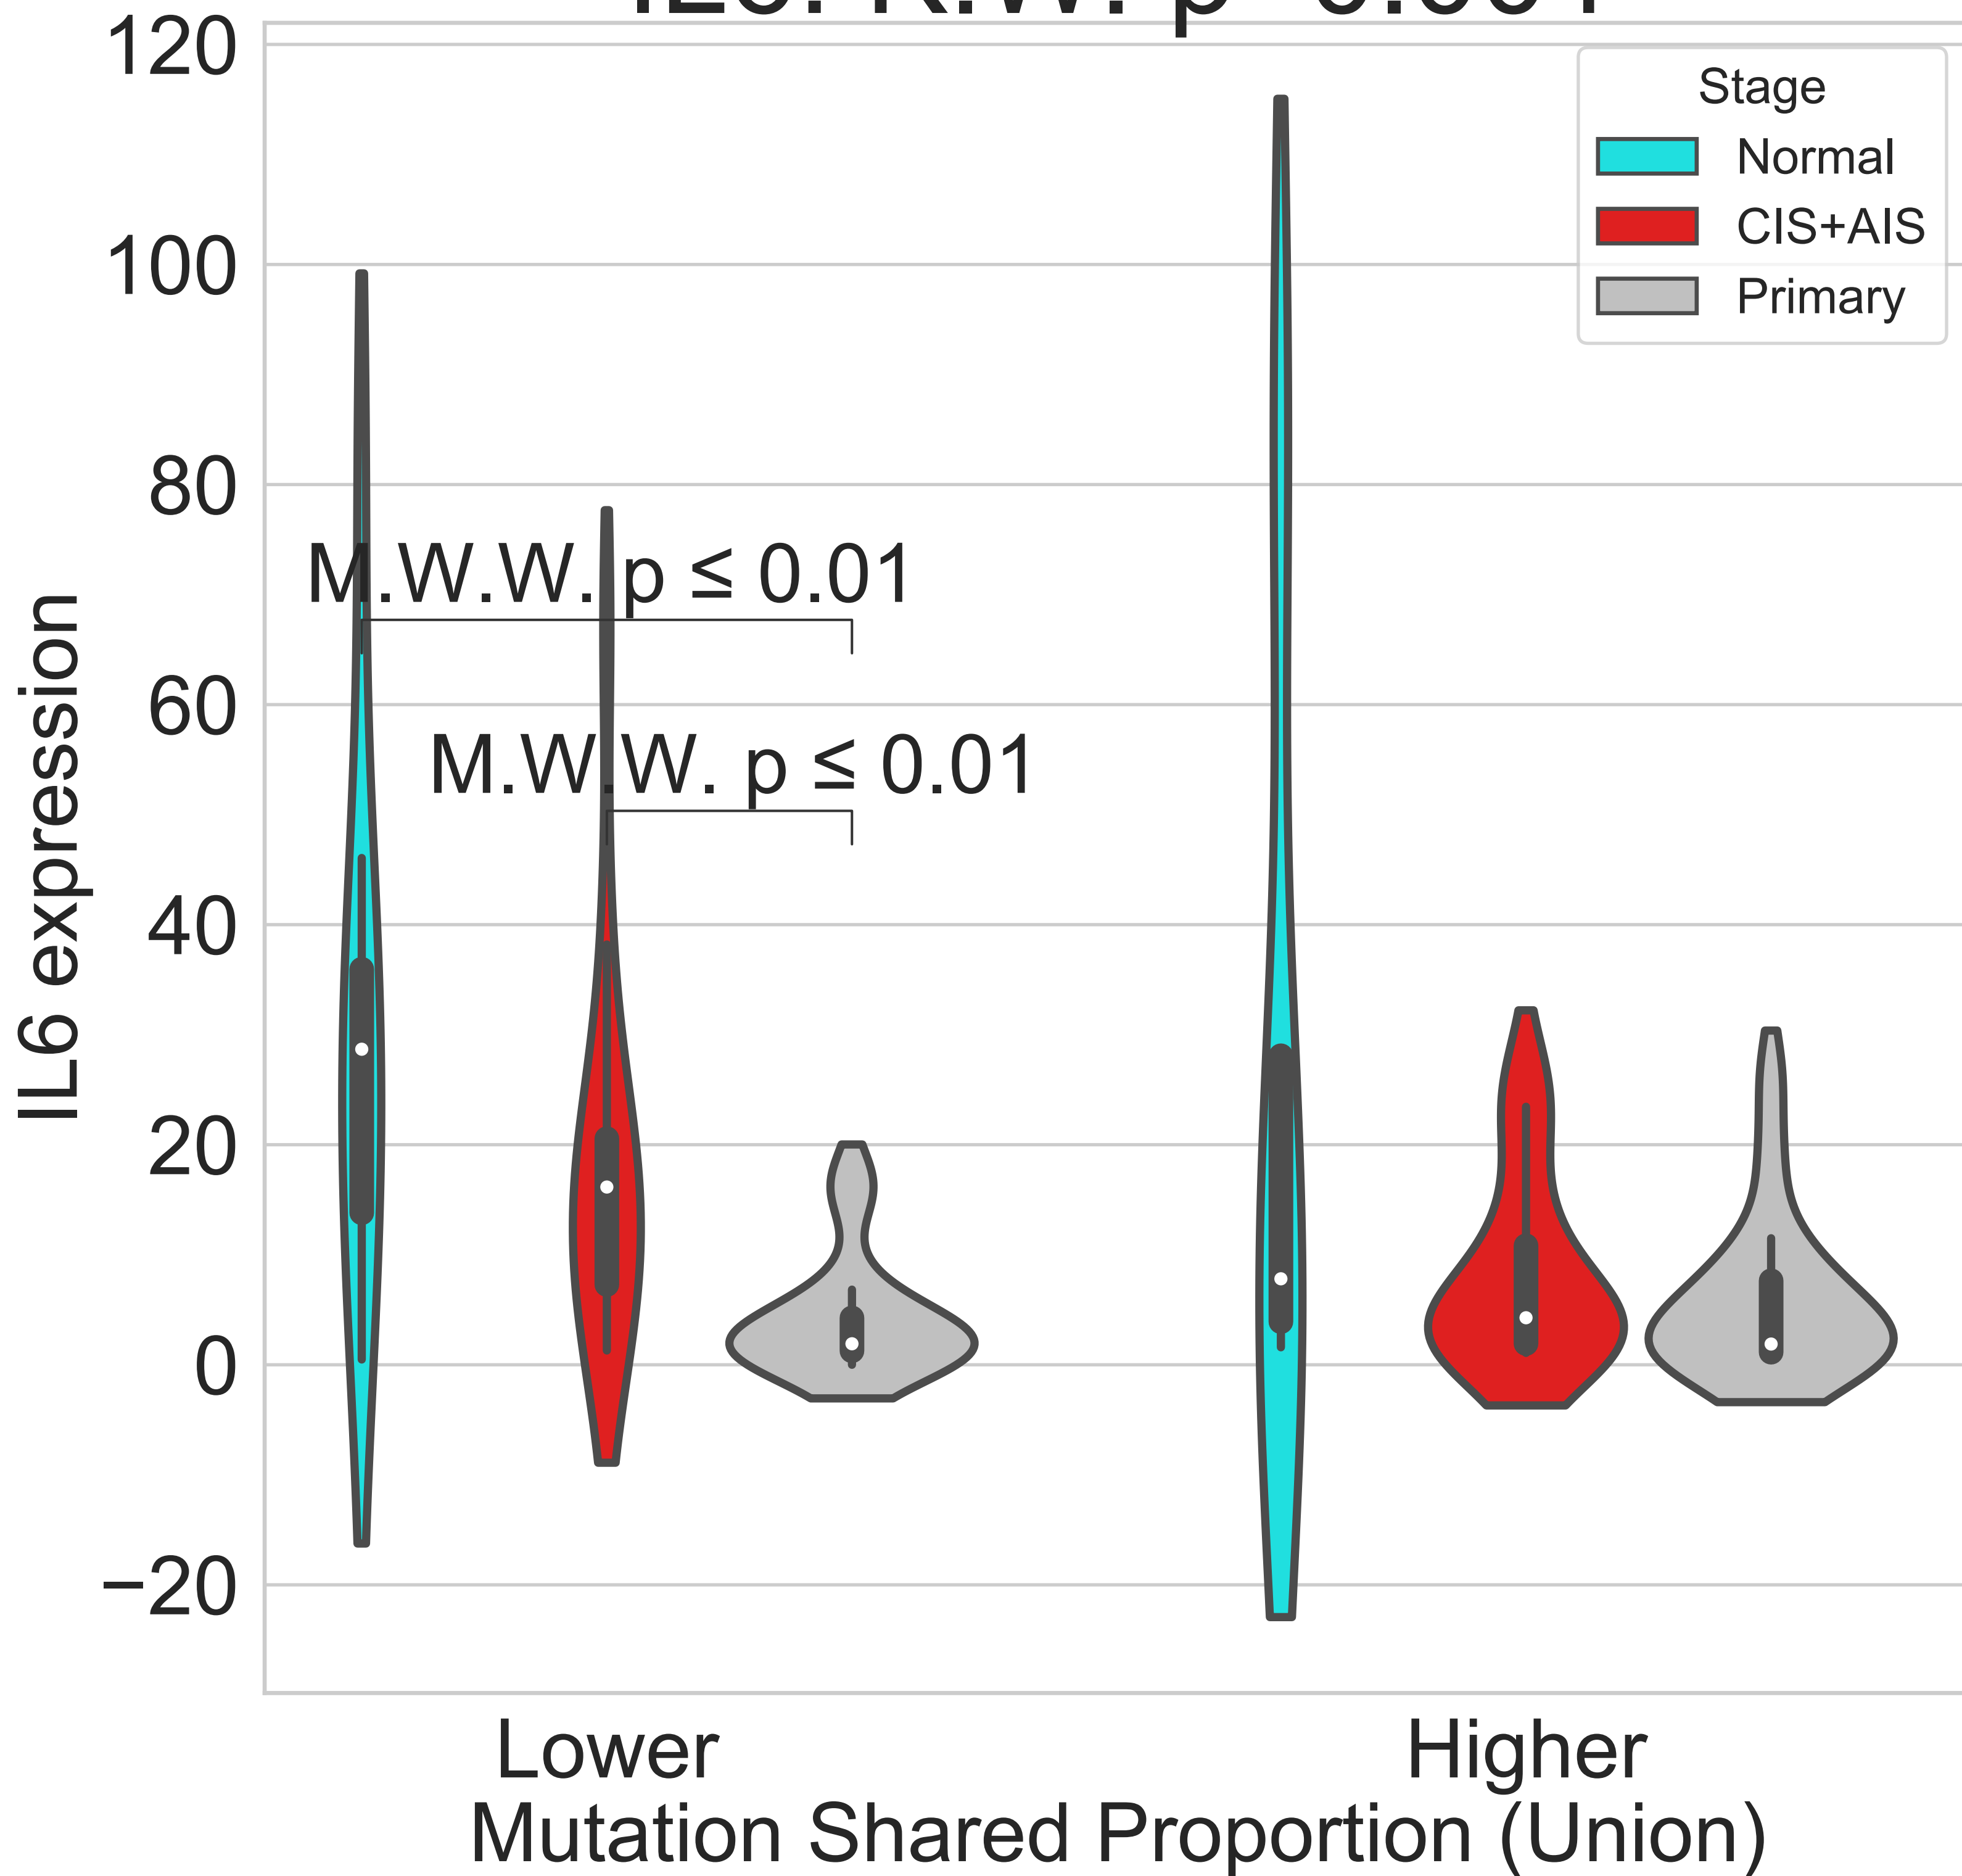 120
100
80
60
40
20
0
−20
IL6 expression
Stage
Normal
CIS+AIS
Primary
M.W.W. p ≤ 0.01
M.W.W. p ≤ 0.01
Lower
Higher
Mutation Shared Proportion (Union)